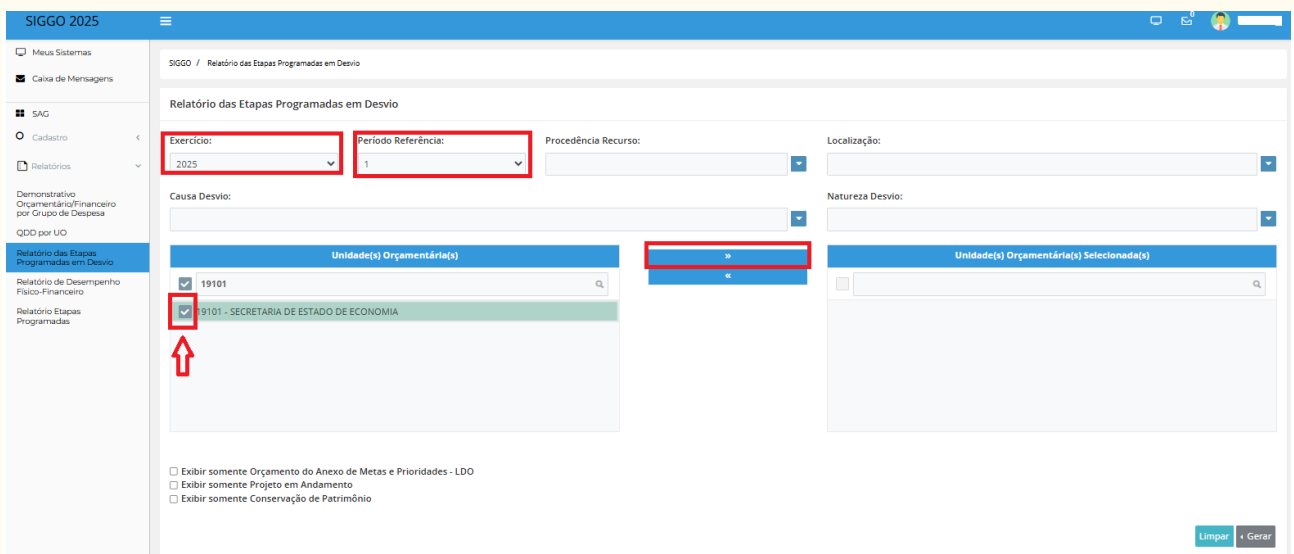 SIGGO 2025
0
Meus Sistemas
Caixa de Mensagens
SAG
Cadastro
Relatórios
Demonstrativo
Orçamentário/Financeiro
por Grupo de Despesa
QDD por UO
Relatório das Etapas
Programadas em Desvio
Relatório de Desempenho
Físico-Financeiro
Relatório Etapas
Programadas
SIGGO / Relatório das Etapas Programadas em Desvio
Relatório das Etapas Programadas em Desvio
Exercício: Período Referência: Procedência Recurso: Localização:
2025 1
Causa Desvio: Natureza Desvio:
Unidade(s) Orçamentária(s) » Unidade(s) Orçamentária(s) Selecionada(s)
«
19101
19101 - SECRETARIA DE ESTADO DE ECONOMIA
Exibir somente Orçamento do Anexo de Metas e Prioridades - LDO
Exibir somente Projeto em Andamento
Exibir somente Conservação de Patrimônio
Limpar Gerar